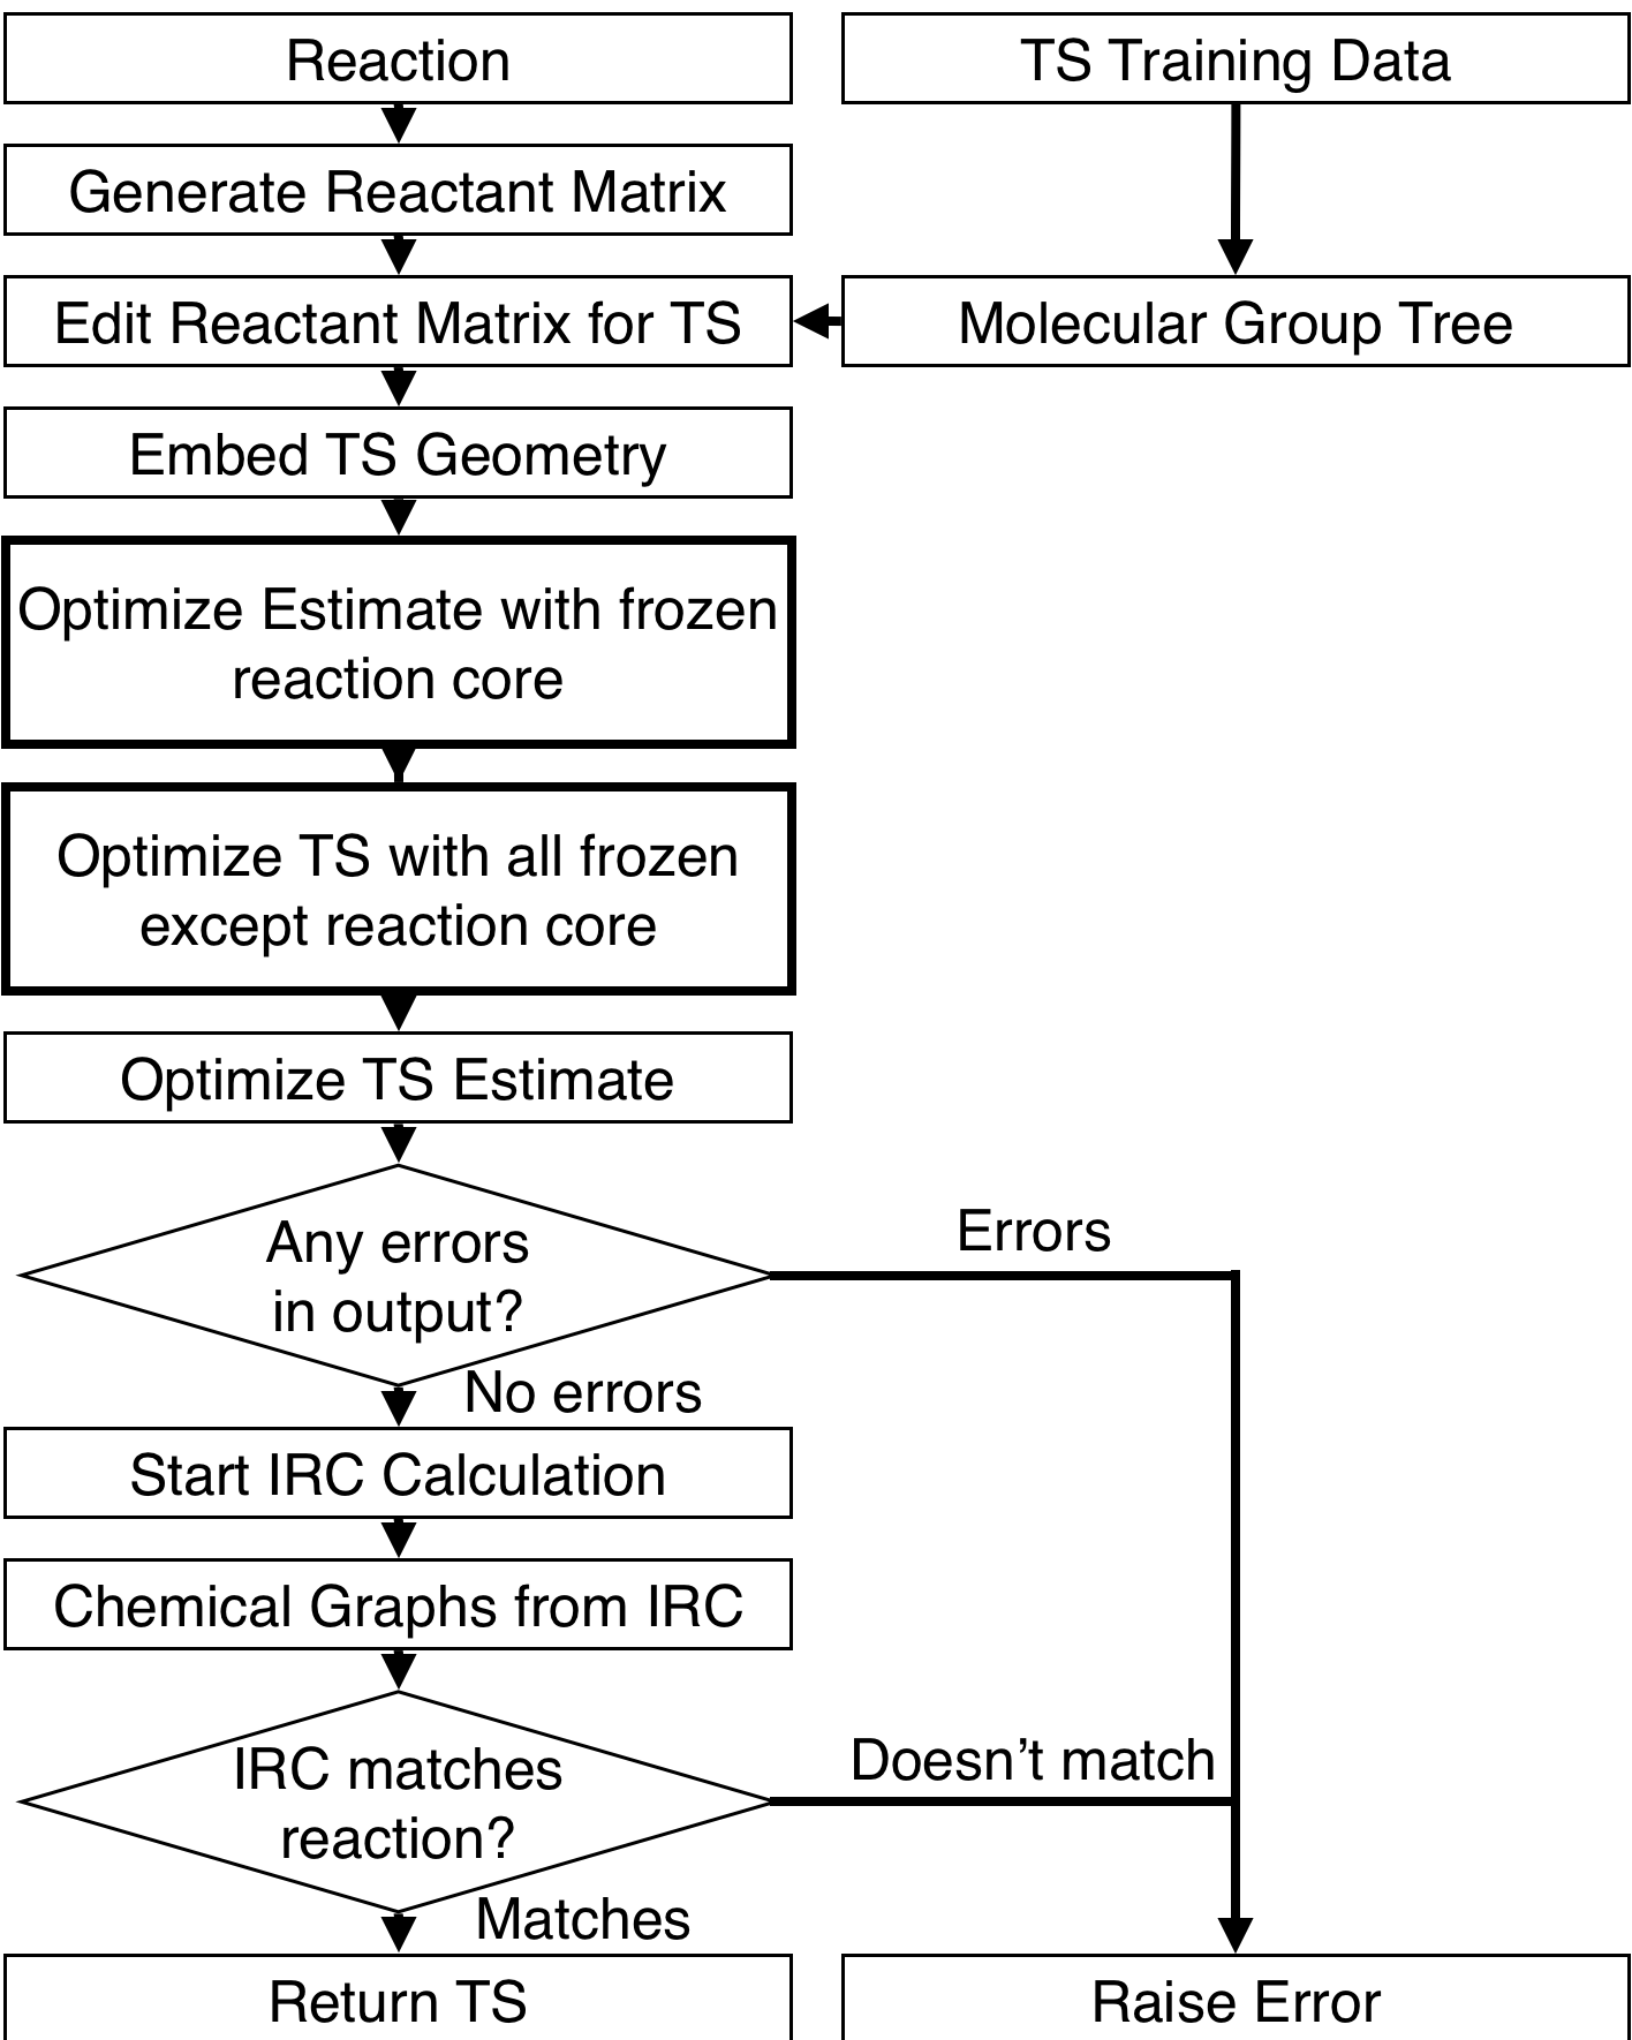 Reaction
TS Training Data
Generate Reactant Matrix
Edit Reactant Matrix for TS
Molecular Group Tree
Embed TS Geometry
Optimize Estimate with frozen
reaction core
Optimize TS with all frozen
except reaction core
Optimize TS Estimate
Any errors
in output?
Errors
No errors
Start IRC Calculation
Chemical Graphs from IRC
IRC matches
reaction?
Doesn’t match
Matches
Return TS
Raise Error